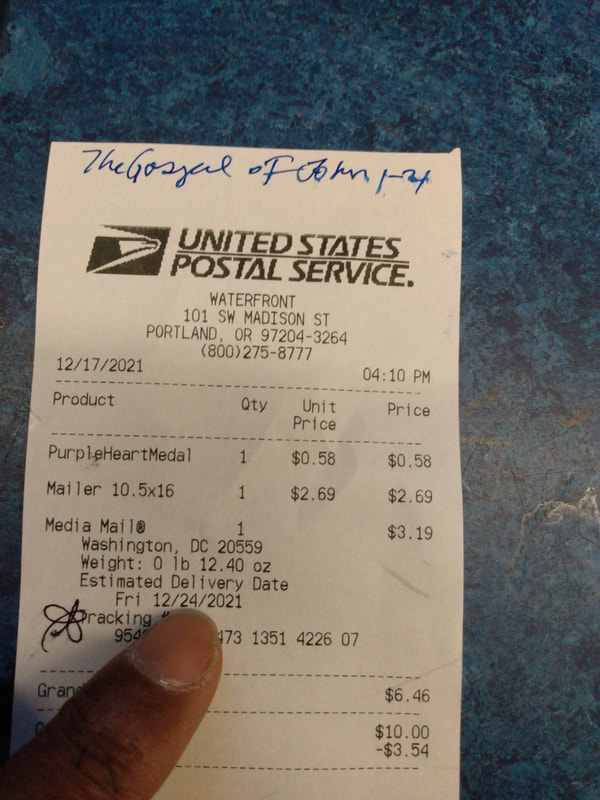 The Gospel of John 1-21
UNITED STATES
POSTAL SERVICE.
WATERFRONT
101 SW MADISON ST
PORTLAND, OR 97204-3264
(800)275-8777
12/17/2021 04:10 PM
Product Qty Unit Price
Price
PurpleHeartMedal 1 $0.58 $0.58
Mailer 10.5x16 1 $2.69 $2.69
Media Mail® 1 $3.19
Washington, DC 20559
Weight: 0 lb 12.40 oz
Estimated Delivery Date
Fri 12/24/2021
Tracking #
473 1351 4226 07
$6.46
$10.00
-$3.54